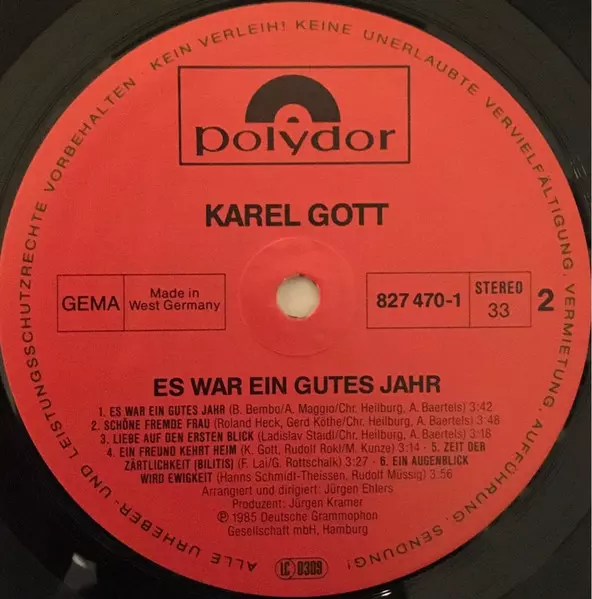 ALLE URHEBER- UND LEISTUNGSSCHUTZRECHTE VORBEHALTEN · KEIN VERLEIH! KEINE UNERLAUBTE VERVIELFÄLTIGUNG, VERMIETUNG, AUFFÜHRUNG, SENDUNG!
polydor
KAREL GOTT
GEMA
Made in
West Germany
827 470-1
STEREO
33
2
ES WAR EIN GUTES JAHR
1. ES WAR EIN GUTES JAHR (B. Bembo/A. Maggio/Chr. Heilburg, A. Baertels) 3:42
2. SCHÖNE FREMDE FRAU (Roland Heck, Gerd Köthe/Chr. Heilburg, A. Baertels) 3:48
3. LIEBE AUF DEN ERSTEN BLICK (Ladislav Staidl/Chr. Heilburg, A. Baertels) 3:16
4. EIN FREUND KEHRT HEIM (K. Gott, Rudolf Rokl/M. Kunze) 3:14 · 5. ZEIT DER
ZÄRTLICHKEIT (BILITIS) (F. Lai/G. Rottschalk) 3:27 · 6. EIN AUGENBLICK
WIRD EWIGKEIT (Hanns Schmidt-Theissen, Rudolf Müssig) 3:56
Arrangiert und dirigiert: Jürgen Ehlers
Produzent: Jürgen Kramer
Ⓟ 1985 Deutsche Grammophon
Gesellschaft mbH, Hamburg
LC 0309